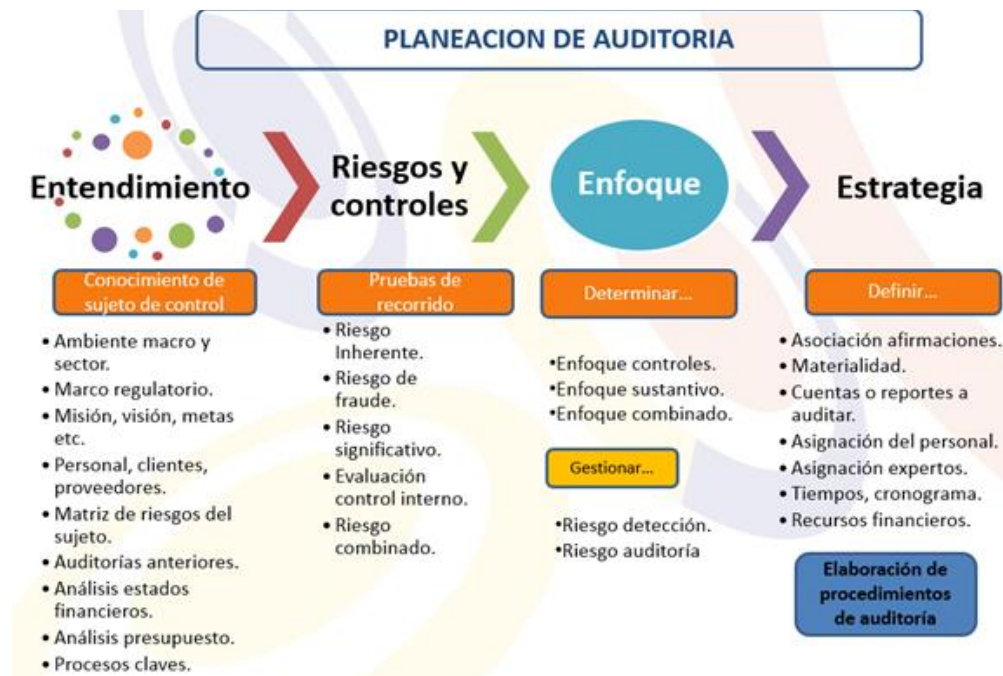 PLANEACION DE AUDITORIA
Entendimiento
Riesgos y
controles
Enfoque
Estrategia
Conocimiento de
sujeto de control
• Ambiente macro y
sector.
• Marco regulatorio.
• Misión, visión, metas
etc.
• Personal, clientes,
proveedores.
• Matriz de riesgos del
sujeto.
• Auditorías anteriores.
• Análisis estados
financieros.
• Análisis presupuesto.
• Procesos claves.
Pruebas de
recorrido
• Riesgo
Inherente.
• Riesgo de
fraude.
• Riesgo
significativo.
• Evaluación
control interno.
• Riesgo
combinado.
Determinar...
•Enfoque controles.
•Enfoque sustantivo.
•Enfoque combinado.
Gestionar...
•Riesgo detección.
•Riesgo auditoría
Definir...
• Asociación afirmaciones.
• Materialidad.
• Cuentas o reportes a
auditar.
• Asignación del personal.
• Asignación expertos.
• Tiempos, cronograma.
• Recursos financieros.
Elaboración de
procedimientos
de auditoría